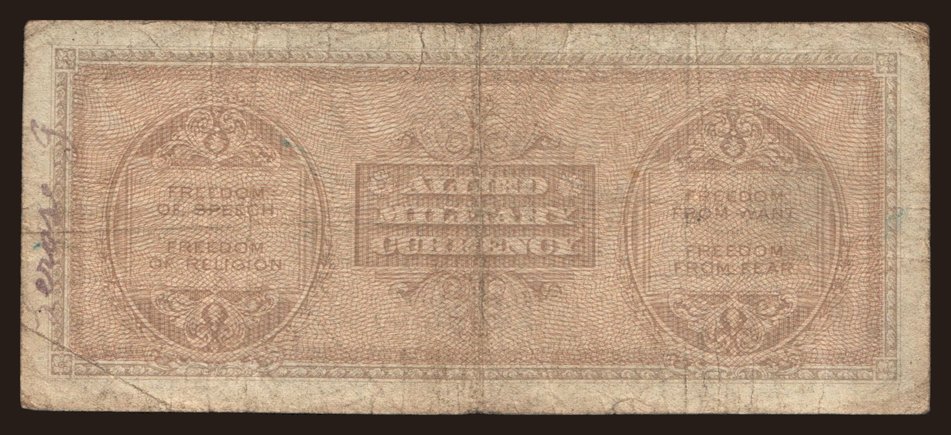 FREEDOM
OF SPEECH
FREEDOM
OF RELIGION
ALLIED
MILITARY
CURRENCY
FREEDOM
FROM WANT
FREEDOM
FROM FEAR